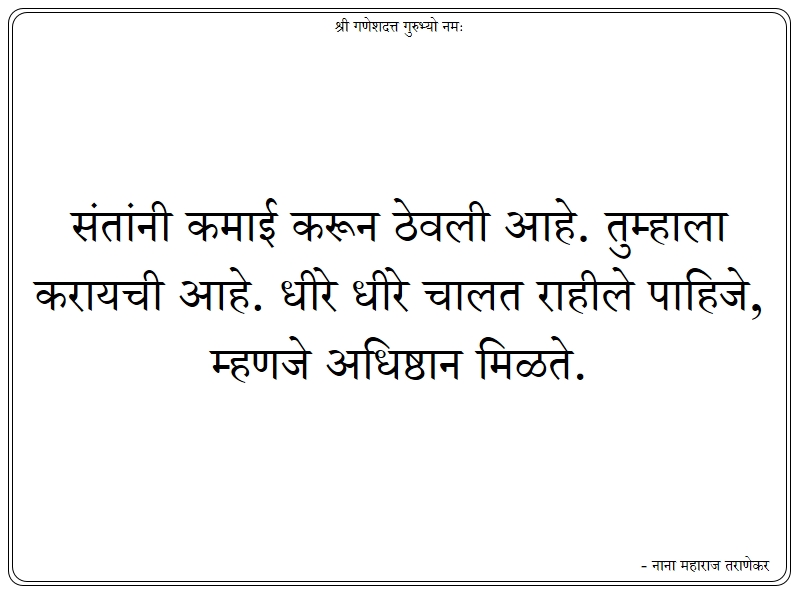 श्री गणेशदत्त गुरुभ्यो नमः
संतांनी कमाई करून ठेवली आहे. तुम्हाला
करायची आहे. धीरे धीरे चालत राहीले पाहिजे,
म्हणजे अधिष्ठान मिळते.
- नाना महाराज तराणेकर